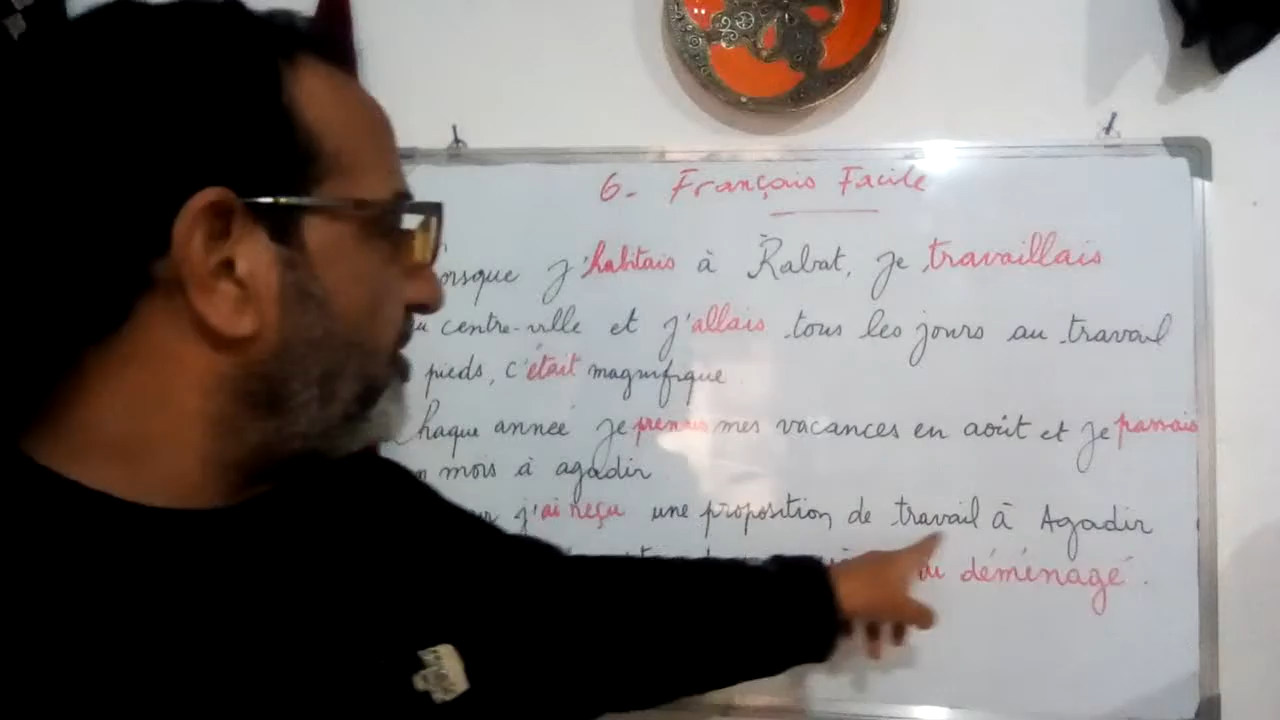 6- Français Facile
j'habitais à Rabat, je travaillais
centre-ville et j'allais tous les jours au travail
pieds, c'était magnifique
haque année je prenais mes vacances en août et je passais
mois à agadir
j'ai reçu une proposition de travail à Agadir
déménagé.